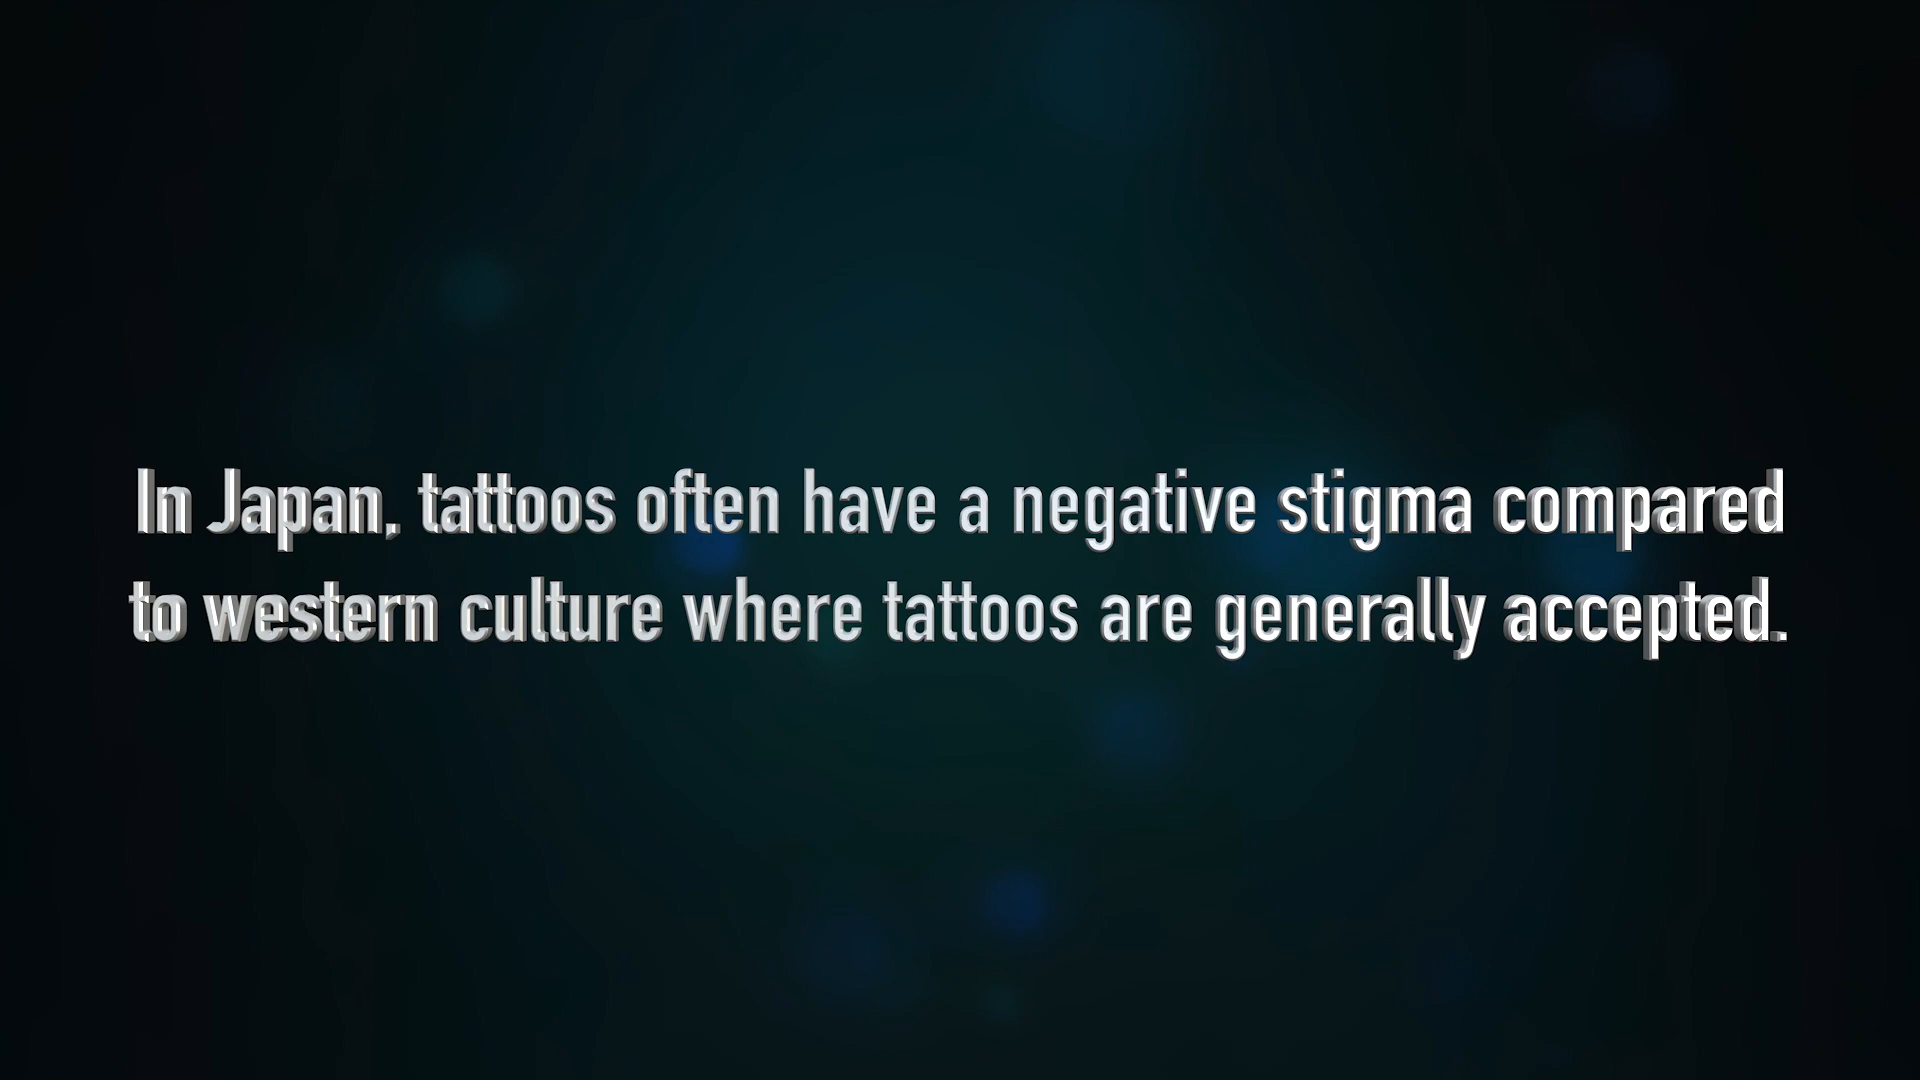 In Japan, tattoos often have a negative stigma compared
to western culture where tattoos are generally accepted.